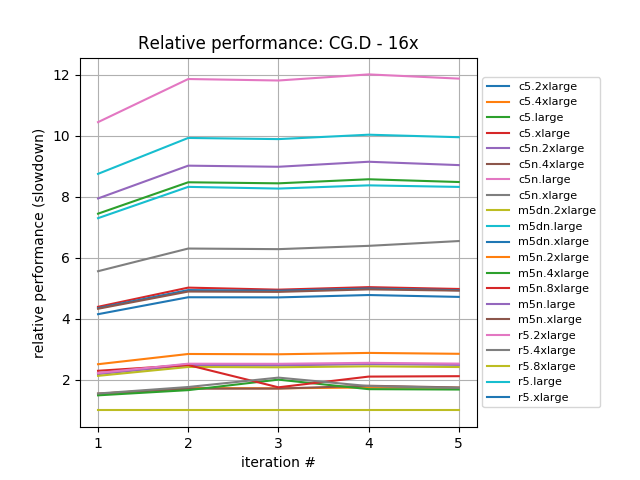 Relative performance: CG.D - 16x
relative performance (slowdown)
12
10
8
6
4
2
1
2
3
4
5
iteration #
c5.2xlarge
c5.4xlarge
c5.large
c5.xlarge
c5n.2xlarge
c5n.4xlarge
c5n.large
c5n.xlarge
m5dn.2xlarge
m5dn.large
m5dn.xlarge
m5n.2xlarge
m5n.4xlarge
m5n.8xlarge
m5n.large
m5n.xlarge
r5.2xlarge
r5.4xlarge
r5.8xlarge
r5.large
r5.xlarge